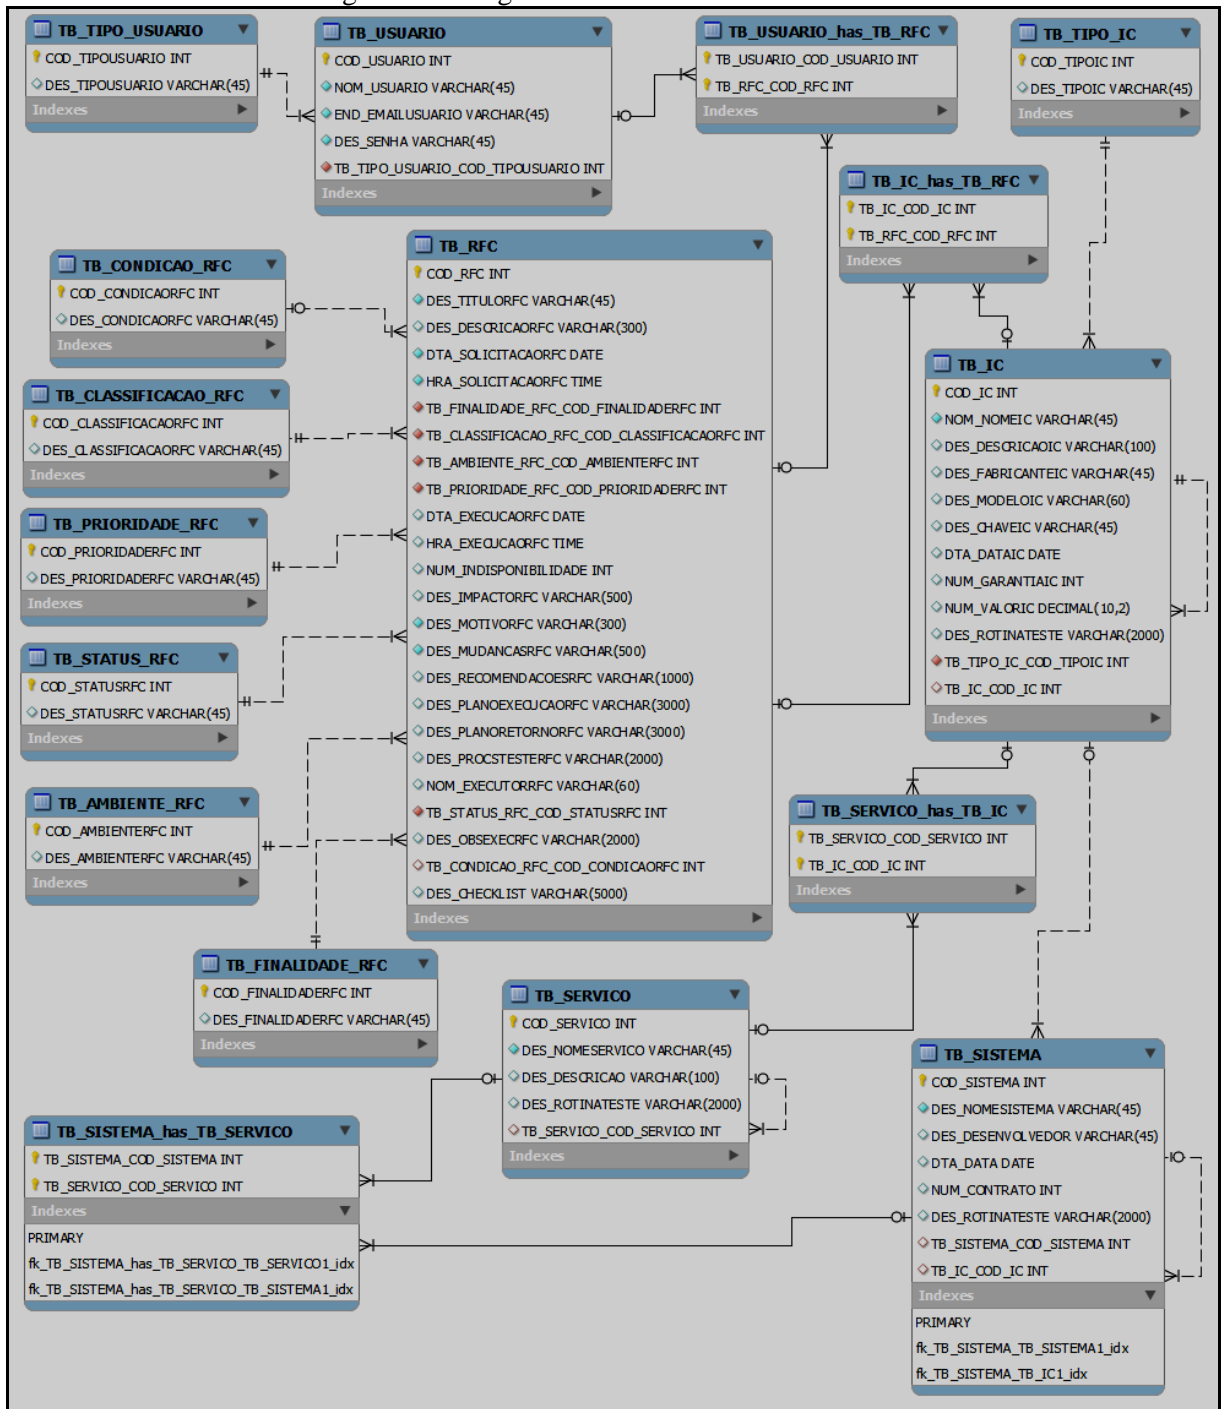 TB_TIPO_USUARIO
COD_TIPOUSUARIO INT
DES_TIPOUSUARIO VARCHAR(45)
Indexes
TB_USUARIO
COD_USUARIO INT
NOM_USUARIO VARCHAR(45)
END_EMAILUSUARIO VARCHAR(45)
DES_SENHA VARCHAR(45)
TB_TIPO_USUARIO_COD_TIPOUSUARIO INT
Indexes
TB_USUARIO_has_TB_RFC
TB_USUARIO_COD_USUARIO INT
TB_RFC_COD_RFC INT
Indexes
TB_TIPO_IC
COD_TIPOIC INT
DES_TIPOIC VARCHAR(45)
Indexes
TB_IC_has_TB_RFC
TB_IC_COD_IC INT
TB_RFC_COD_RFC INT
Indexes
TB_CONDICAO_RFC
COD_CONDICAORFC INT
DES_CONDICAORFC VARCHAR(45)
Indexes
TB_CLASSIFICACAO_RFC
COD_CLASSIFICACAORFC INT
DES_CLASSIFICACAORFC VARCHAR(45)
Indexes
TB_PRIORIDADE_RFC
COD_PRIORIDADERFC INT
DES_PRIORIDADERFC VARCHAR(45)
Indexes
TB_STATUS_RFC
COD_STATUSRFC INT
DES_STATUSRFC VARCHAR(45)
Indexes
TB_AMBIENTE_RFC
COD_AMBIENTERFC INT
DES_AMBIENTERFC VARCHAR(45)
Indexes
TB_FINALIDADE_RFC
COD_FINALIDADERFC INT
DES_FINALIDADERFC VARCHAR(45)
Indexes
TB_RFC
COD_RFC INT
DES_TITULORFC VARCHAR(45)
DES_DESCRICAORFC VARCHAR(300)
DTA_SOLICITACAORFC DATE
HRA_SOLICITACAORFC TIME
TB_FINALIDADE_RFC_COD_FINALIDADERFC INT
TB_CLASSIFICACAO_RFC_COD_CLASSIFICACAORFC INT
TB_AMBIENTE_RFC_COD_AMBIENTERFC INT
TB_PRIORIDADE_RFC_COD_PRIORIDADERFC INT
DTA_EXECUCAORFC DATE
HRA_EXECUCAORFC TIME
NUM_INDISPONIBILIDADE INT
DES_IMPACTORFC VARCHAR(500)
DES_MOTIVORFC VARCHAR(300)
DES_MUDANCASRFC VARCHAR(500)
DES_RECOMENDACOESRFC VARCHAR(1000)
DES_PLANOEXECUCAORFC VARCHAR(3000)
DES_PLANORETORNORFC VARCHAR(3000)
DES_PROCSTESTERFC VARCHAR(2000)
NOM_EXECUTORRFC VARCHAR(60)
TB_STATUS_RFC_COD_STATUSRFC INT
DES_OBSEXECRFC VARCHAR(2000)
TB_CONDICAO_RFC_COD_CONDICAORFC INT
DES_CHECKLIST VARCHAR(5000)
Indexes
TB_IC
COD_IC INT
NOM_NOMEIC VARCHAR(45)
DES_DESCRICAOIC VARCHAR(100)
DES_FABRICANTEIC VARCHAR(45)
DES_MODELOIC VARCHAR(60)
DES_CHAVEIC VARCHAR(45)
DTA_DATAIC DATE
NUM_GARANTIAIC INT
NUM_VALORIC DECIMAL(10,2)
DES_ROTINATESTE VARCHAR(2000)
TB_TIPO_IC_COD_TIPOIC INT
TB_IC_COD_IC INT
Indexes
TB_SERVICO_has_TB_IC
TB_SERVICO_COD_SERVICO INT
TB_IC_COD_IC INT
Indexes
TB_SERVICO
COD_SERVICO INT
DES_NOMESERVICO VARCHAR(45)
DES_DESCRICAO VARCHAR(100)
DES_ROTINATESTE VARCHAR(2000)
TB_SERVICO_COD_SERVICO INT
Indexes
TB_SISTEMA
COD_SISTEMA INT
DES_NOMESISTEMA VARCHAR(45)
DES_DESENVOLVEDOR VARCHAR(45)
DTA_DATA DATE
NUM_CONTRATO INT
DES_ROTINATESTE VARCHAR(2000)
TB_SISTEMA_COD_SISTEMA INT
TB_IC_COD_IC INT
Indexes
PRIMARY
fk_TB_SISTEMA_TB_SISTEMA1_idx
fk_TB_SISTEMA_TB_IC1_idx
TB_SISTEMA_has_TB_SERVICO
TB_SISTEMA_COD_SISTEMA INT
TB_SERVICO_COD_SERVICO INT
Indexes
PRIMARY
fk_TB_SISTEMA_has_TB_SERVICO_TB_SERVICO1_idx
fk_TB_SISTEMA_has_TB_SERVICO_TB_SISTEMA1_idx